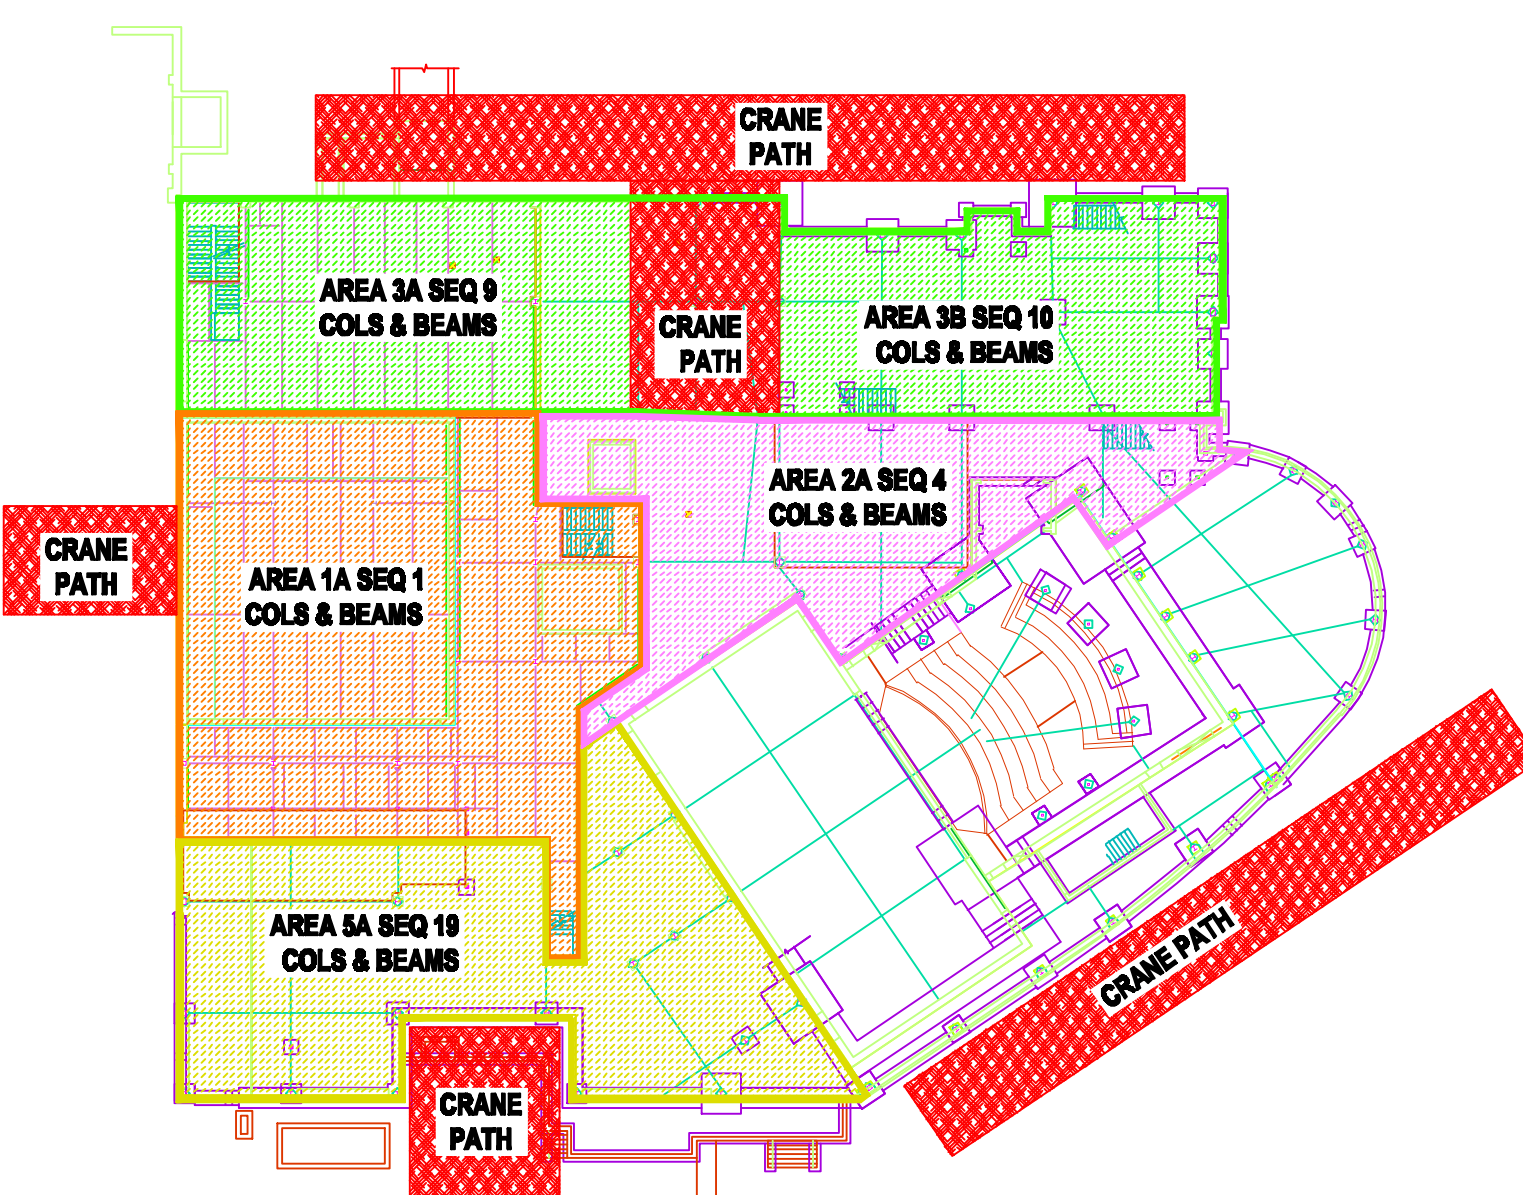 CRANE
PATH
AREA 3A SEQ 9
COLS & BEAMS
CRANE
PATH
AREA 3B SEQ 10
COLS & BEAMS
AREA 2A SEQ 4
COLS & BEAMS
CRANE
PATH
AREA 1A SEQ 1
COLS & BEAMS
AREA 5A SEQ 19
COLS & BEAMS
CRANE PATH
CRANE
PATH